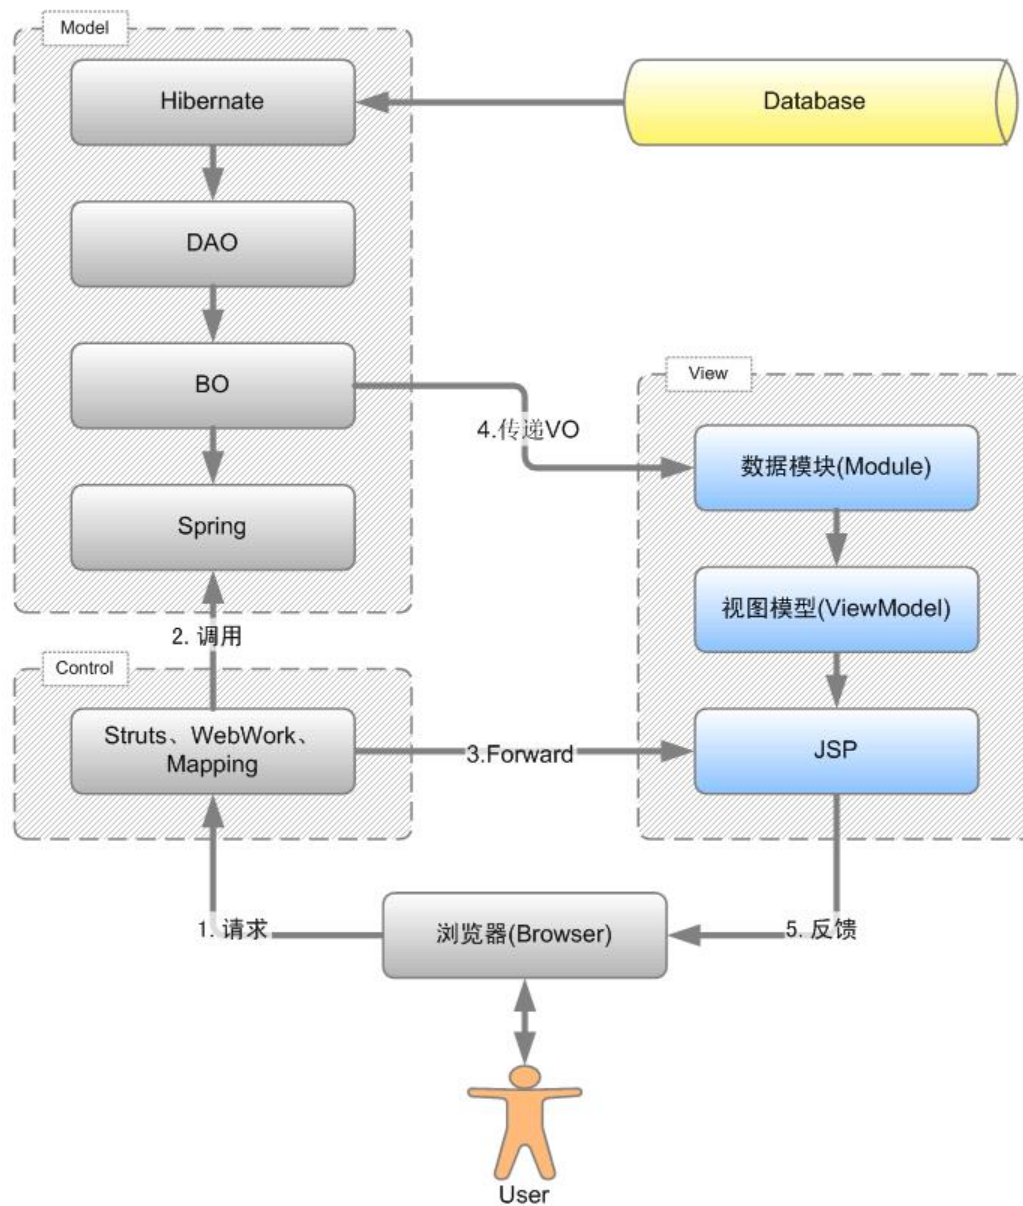 Model
Hibernate
Database
DAO
BO
View
4.传递VO
数据模块(Module)
Spring
视图模型(ViewModel)
2. 调用
Control
Struts、WebWork、
Mapping
3.Forward
JSP
1. 请求
浏览器(Browser)
5. 反馈
User